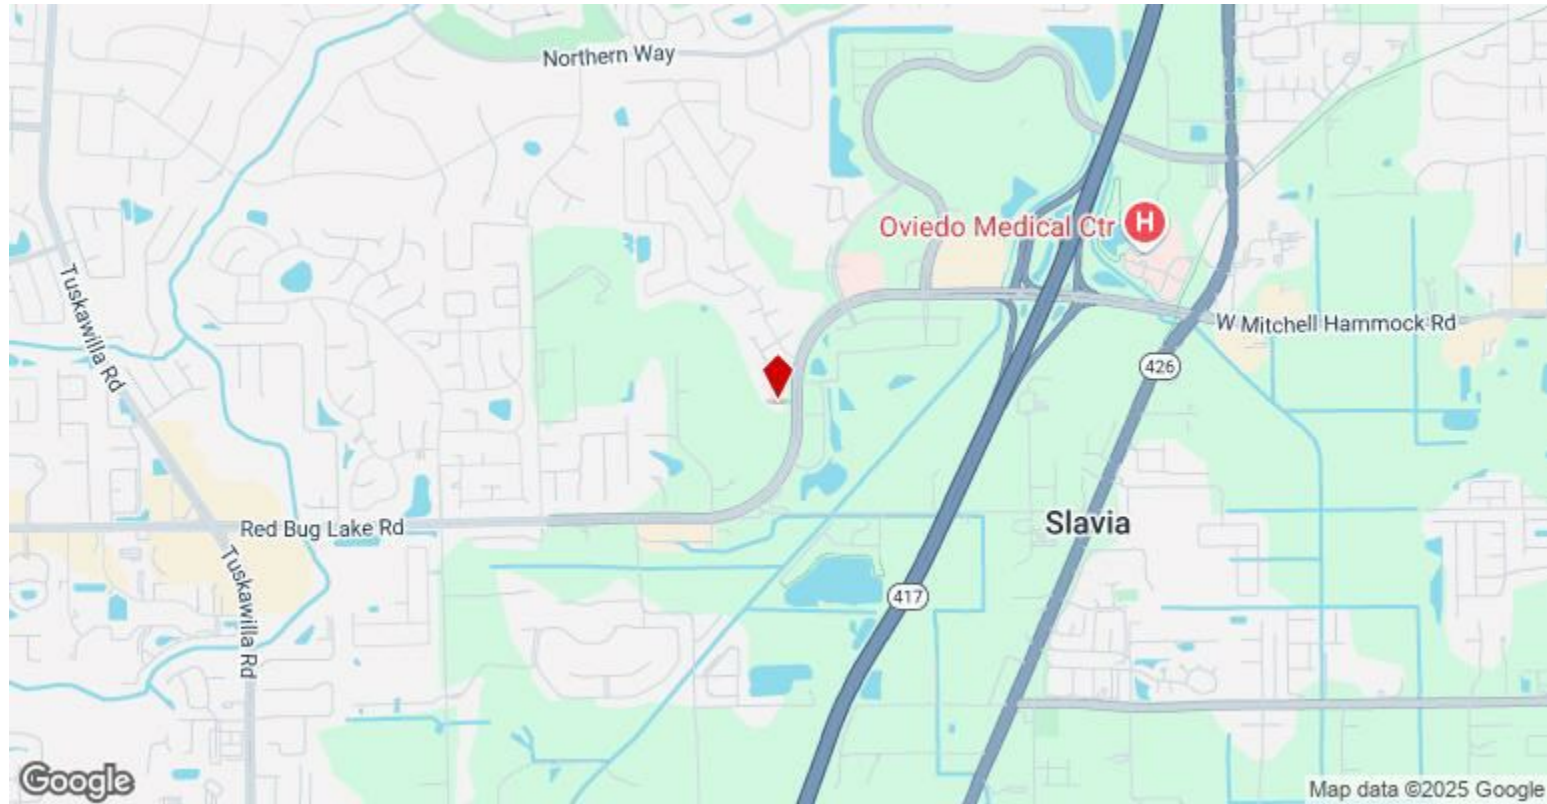 Northern Way
Oviedo Medical Ctr
H
Tuskawilla Rd
W Mitchell Hammock Rd
426
Red Bug Lake Rd
Slavia
Tuskawilla Rd
417
Google
Map data ©2025 Google